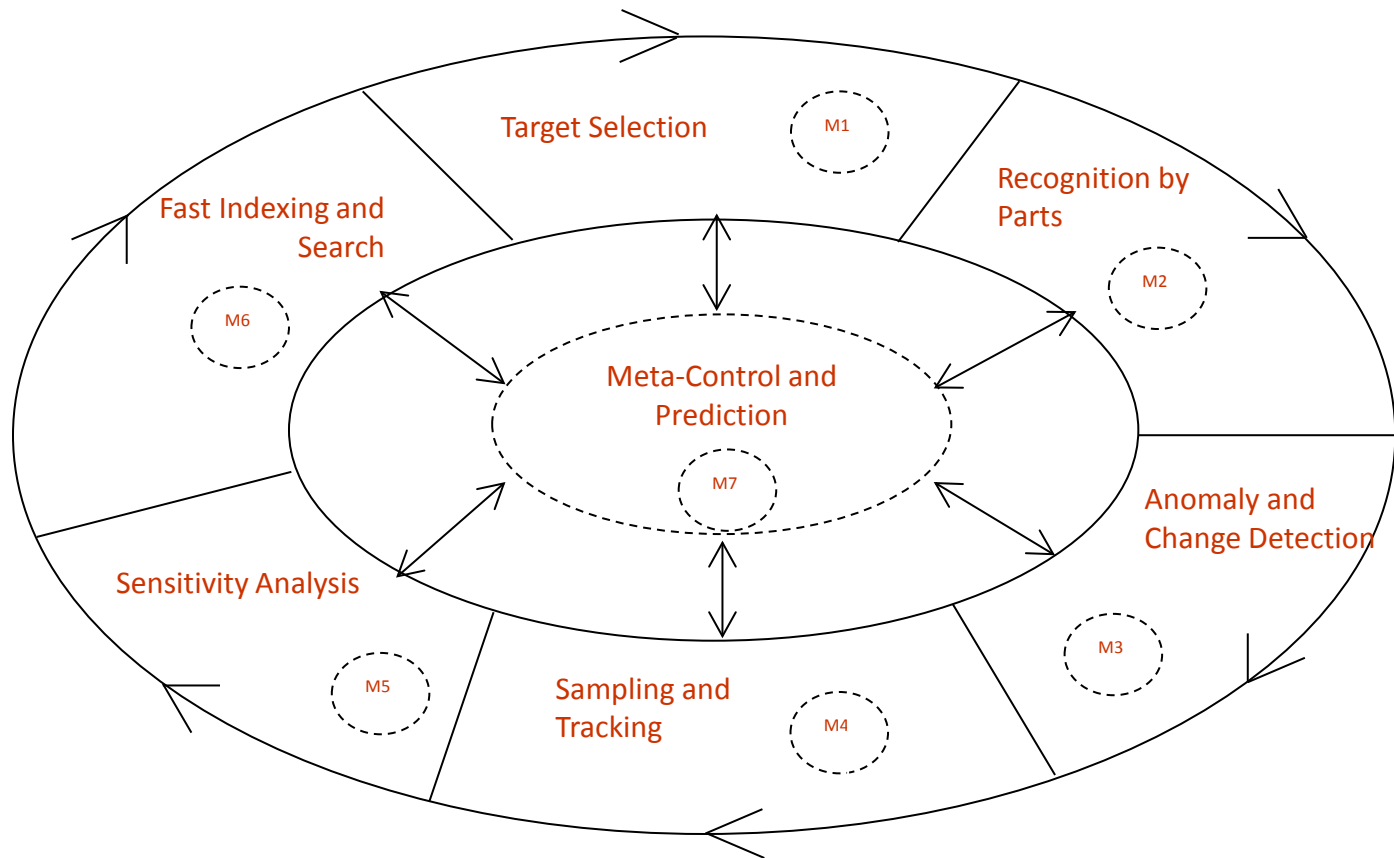 Target Selection
M1
Recognition by
Parts
M2
Fast Indexing and
Search
M6
Meta-Control and
Prediction
M7
Anomaly and
Change Detection
M3
Sensitivity Analysis
M5
Sampling and
Tracking
M4